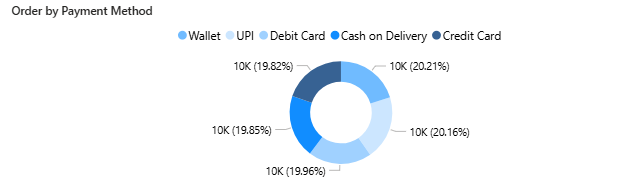 Order by Payment Method
Wallet UPI Debit Card Cash on Delivery Credit Card
10K (19.82%) 10K (20.21%)
10K (19.85%) 10K (20.16%)
10K (19.96%)